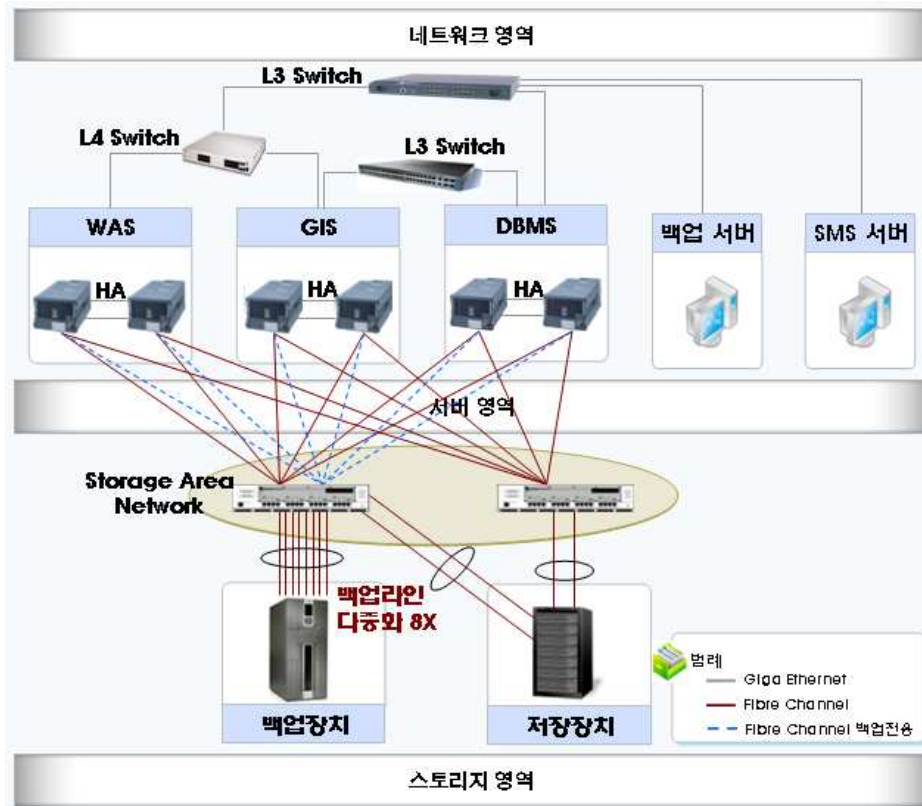 네트워크 영역
L3 Switch
L4 Switch
L3 Switch
WAS
GIS
DBMS
백업 서버
SMS 서버
HA
HA
HA
서버 영역
Storage Area
Network
백업라인
다중화 8X
백업장치
저장장치
범례
Giga Ethernet
Fibre Channel
Fibre Channel 백업전용
스토리지 영역